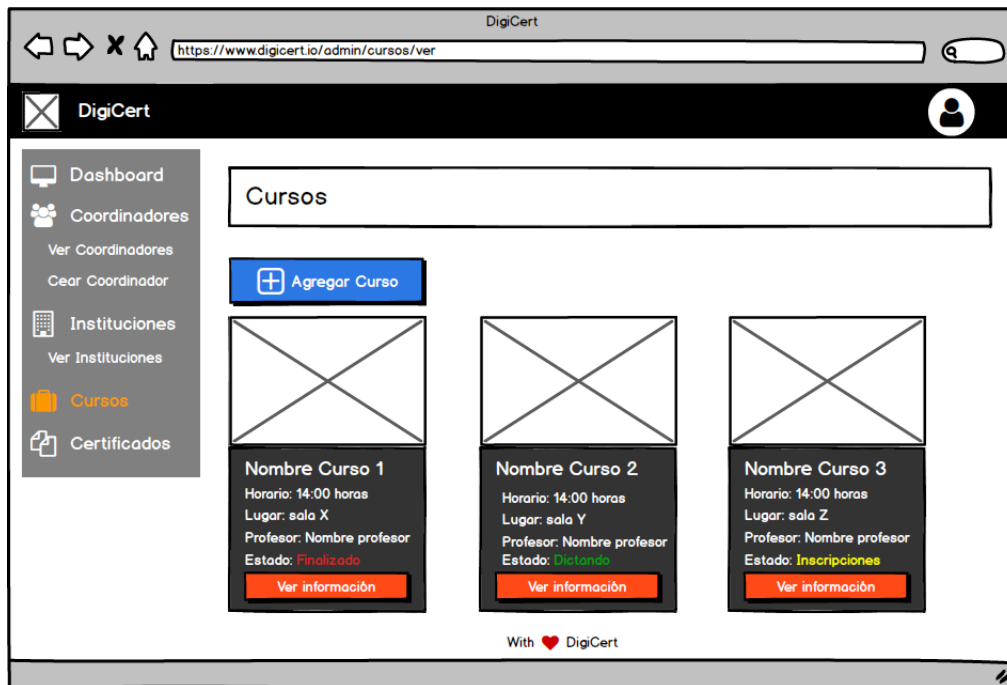 DigiCert
https://www.digicert.io/admin/cursos/ver
DigiCert
Dashboard
Coordinadores
Ver Coordinadores
Cear Coordinador
Instituciones
Ver Instituciones
Cursos
Certificados
Cursos
Agregar Curso
Nombre Curso 1
Horario: 14:00 horas
Lugar: sala X
Profesor: Nombre profesor
Estado: Finalizado
Ver información
Nombre Curso 2
Horario: 14:00 horas
Lugar: sala Y
Profesor: Nombre profesor
Estado: Dictando
Ver información
Nombre Curso 3
Horario: 14:00 horas
Lugar: sala Z
Profesor: Nombre profesor
Estado: Inscripciones
Ver información
With ❤ DigiCert